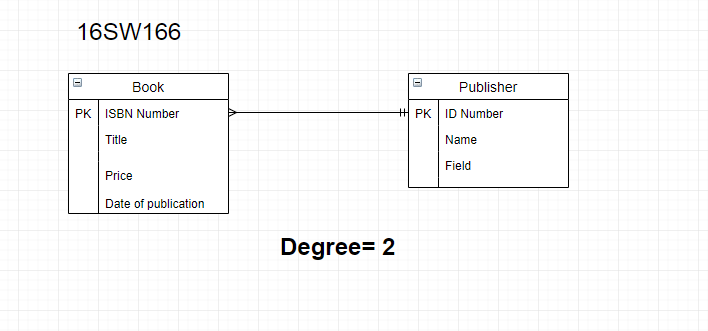 16SW166
Book
PK ISBN Number
Title
Price
Date of publication
Publisher
PK ID Number
Name
Field
Degree= 2